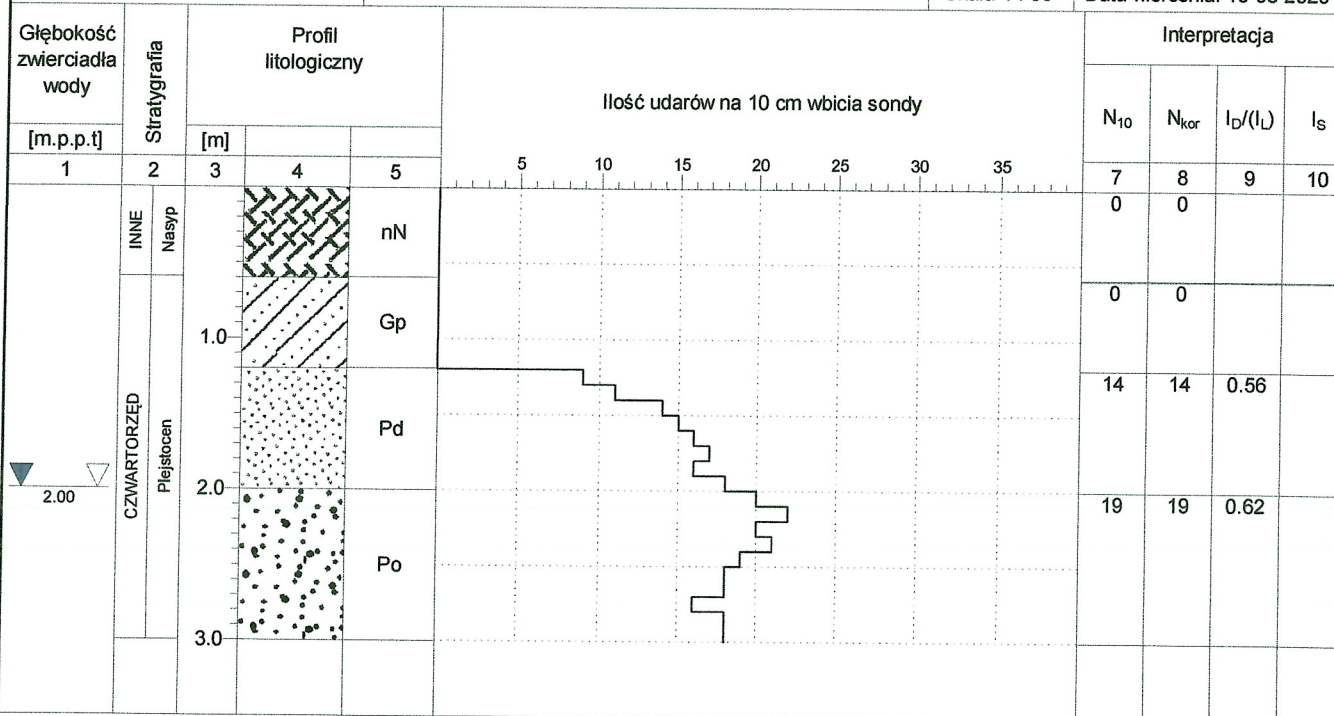 Głębokość zwierciadła wody
[m.p.p.t]
Stratygrafia
Profil litologiczny
[m]
Ilość udarów na 10 cm wbicia sondy
Interpretacja
N10
Nkor
ID/(IL)
IS
1
2
3
4
5
5
10
15
20
25
30
35
7
8
9
10
INNE
Nasyp
nN
0
0
Gp
0
0
1.0
CZWARTORZĘD
Plejstocen
Pd
14
14
0.56
2.00
2.0
Po
19
19
0.62
3.0